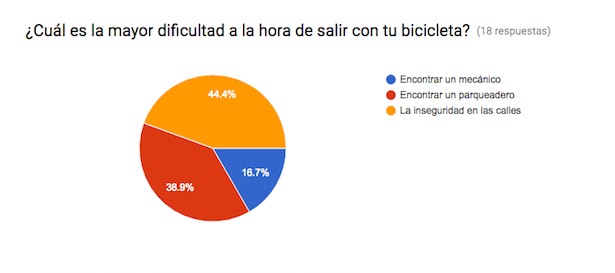 ¿Cuál es la mayor dificultad a la hora de salir con tu bicicleta? (18 respuestas)
Encontrar un mecánico
Encontrar un parqueadero
La inseguridad en las calles
44.4%
16.7%
38.9%